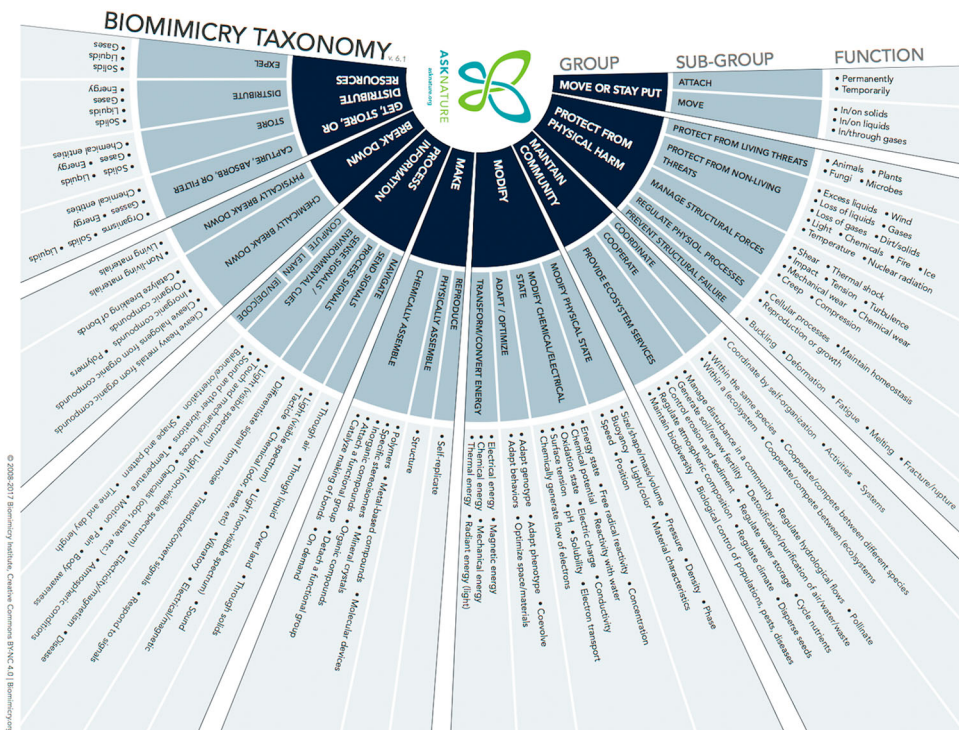 BIOMIMICRY TAXONOMY
v. 6.1
ASKNATURE
asknature.org
GROUP
SUB-GROUP
FUNCTION
MOVE OR STAY PUT
ATTACH
• Permanently
• Temporarily
MOVE
• In/on solids
• In/on liquids
• In/through gases
PROTECT FROM
PHYSICAL HARM
PROTECT FROM LIVING THREATS
• Animals • Plants
• Fungi • Microbes
PROTECT FROM NON-LIVING
THREATS
• Excess liquids • Wind
• Loss of liquids • Gases
• Loss of gases • Dirt/solids
• Light • Chemicals • Fire • Ice
• Temperature • Nuclear radiation
MANAGE STRUCTURAL FORCES
• Shear • Thermal shock
• Impact • Tension • Turbulence
• Mechanical wear • Chemical wear
• Creep • Compression
REGULATE PHYSIOL. PROCESSES
• Cellular processes • Maintain homeostasis
• Reproduction or growth
PREVENT STRUCTURAL FAILURE
• Buckling • Deformation • Fatigue • Melting • Fracture/rupture
MAINTAIN
COMMUNITY
COORDINATE
• Coordinate by self-organization • Activities • Systems
COOPERATE
• Within the same species • Cooperate/compete between different species
• Within a (eco)system • Cooperate/compete between (eco)systems
PROVIDE ECOSYSTEM SERVICES
• Manage disturbance in a community • Regulate hydrological flows • Pollinate
• Generate soil/renew fertility • Detoxification/purification of air/water/waste
• Control erosion and sediment • Regulate water storage • Cycle nutrients
• Regulate atmospheric composition • Regulate climate • Disperse seeds
• Maintain biodiversity • Biological control of populations, pests, diseases
MODIFY
MODIFY PHYSICAL STATE
• Size/shape/mass/volume • Pressure • Density • Phase
• Buoyancy • Light/color • Material characteristics
• Speed • Position
MODIFY CHEMICAL/ELECTRICAL
STATE
• Energy state • Free radical reactivity • Concentration
• Chemical potential • Reactivity with water
• Oxidation state • Electric charge • Conductivity
• Surface tension • pH • Solubility
• Chemically generate flow of electrons • Electron transport
ADAPT / OPTIMIZE
• Adapt genotype • Adapt phenotype • Coevolve
• Adapt behaviors • Optimize space/materials
TRANSFORM/CONVERT ENERGY
• Electrical energy • Magnetic energy
• Chemical energy • Mechanical energy
• Thermal energy • Radiant energy (light)
MAKE
REPRODUCE
• Self-replicate
PHYSICALLY ASSEMBLE
• Structure
CHEMICALLY ASSEMBLE
• Polymers • Metal-based compounds • Molecular devices
• Specific stereoisomers • Mineral crystals
• Inorganic compounds • Organic compounds
• Attach a functional group • Detach a functional group
• Catalyze making of bonds • On demand
PROCESS
INFORMATION
NAVIGATE
• Through air • Through liquid • Over land • Through solids
SEND SIGNALS
• Light (visible spectrum) • Light (non-visible spectrum) • Sound
• Tactile • Chemical (odor, taste, etc) • Vibratory • Electrical/magnetic
PROCESS SIGNALS
• Differentiate signal from noise • Transduce/convert signals • Respond to signals
SENSE SIGNALS /
ENVIRONMENTAL CUES
• Light (visible spectrum) • Light (non-visible spectrum)
• Touch and mechanical forces • Chemicals (odor, taste, etc.) • Electricity/magnetism • Disease
• Sound and other vibrations • Temperature • Motion • Pain • Atmospheric conditions
• Balance/orientation • Shape and pattern • Time and day length • Body awareness
COMPUTE
LEARN
(EN/DE)CODE
BREAK DOWN
CHEMICALLY BREAK DOWN
• Cleave heavy metals from organic compounds
• Cleave halogens from organic compounds
• Inorganic compounds • Polymers
• Organic compound
• Catalyze breaking of bonds
PHYSICALLY BREAK DOWN
• Non-living materials
• Living materials
GET, STORE, OR
DISTRIBUTE
RESOURCES
CAPTURE, ABSORB, OR FILTER
• Organisms • Solids • Liquids
• Gases • Energy
• Chemical entities
STORE
• Solids • Liquids
• Gases • Energy
• Chemical entities
DISTRIBUTE
• Solids
• Liquids
• Gases
• Energy
EXPEL
• Solids
• Liquids
• Gases
© 2008-2017 Biomimicry Institute, Creative Commons BY-NC 4.0 | Biomimicry.org